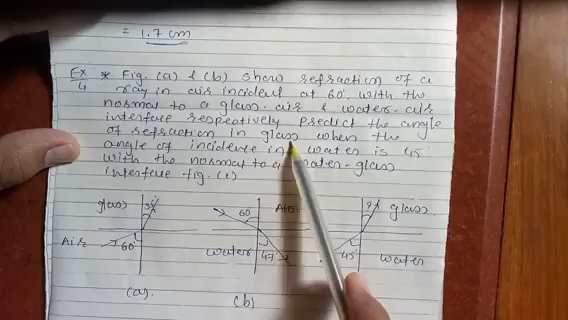 = 1.7 cm
Ex 4 * Fig. (a) & (b) show refraction of a
ray in air incident at 60° with the
normal to a glass-air & water-air
interface respectively predict the angle
of refraction in glass when the
angle of incidence in water is 45°
with the normal to a water-glass
interface fig. (c)
glass
Air 60°
(a).
60 Air
water 47°
(b)
? glass
45° water